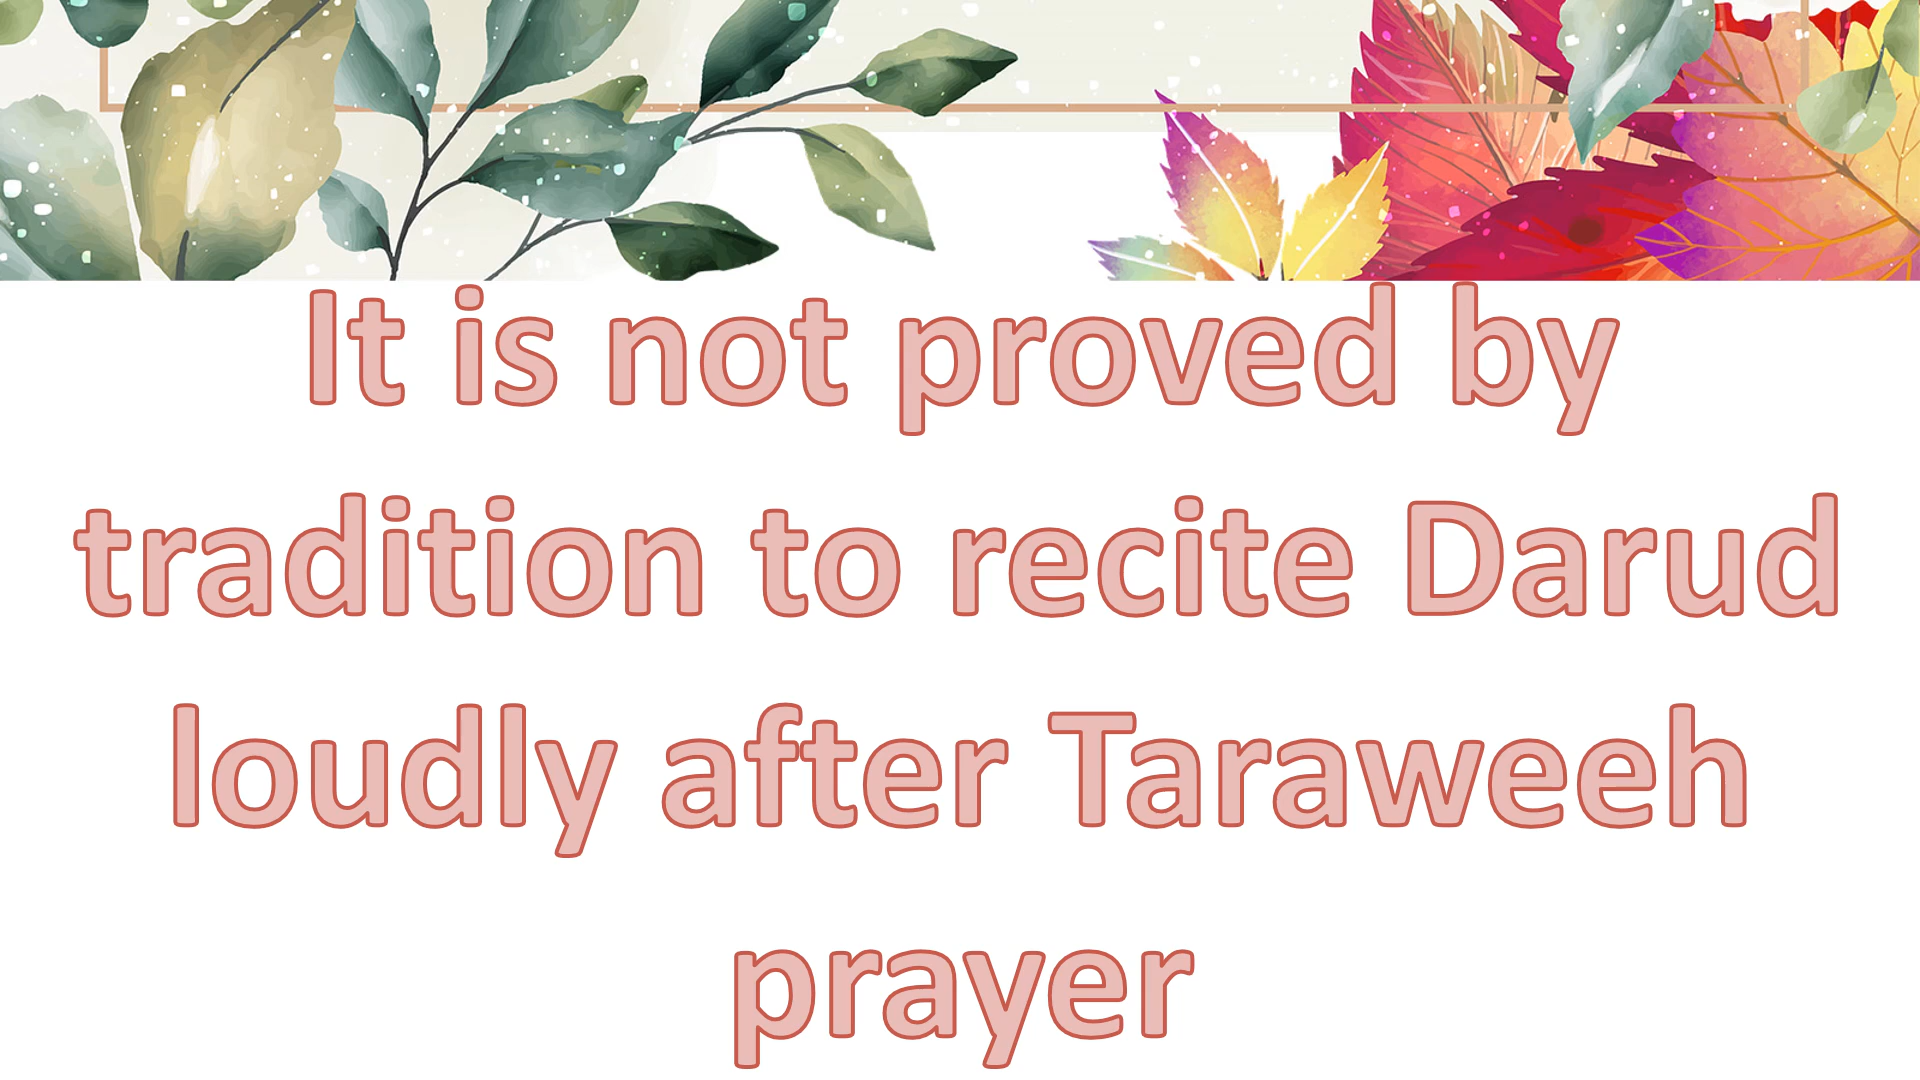 It is not proved by
tradition to recite Darud
loudly after Taraweeh
prayer